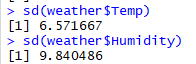 > sd(weather$Temp)
[1] 6.571667
> sd(weather$Humidity)
[1] 9.840486